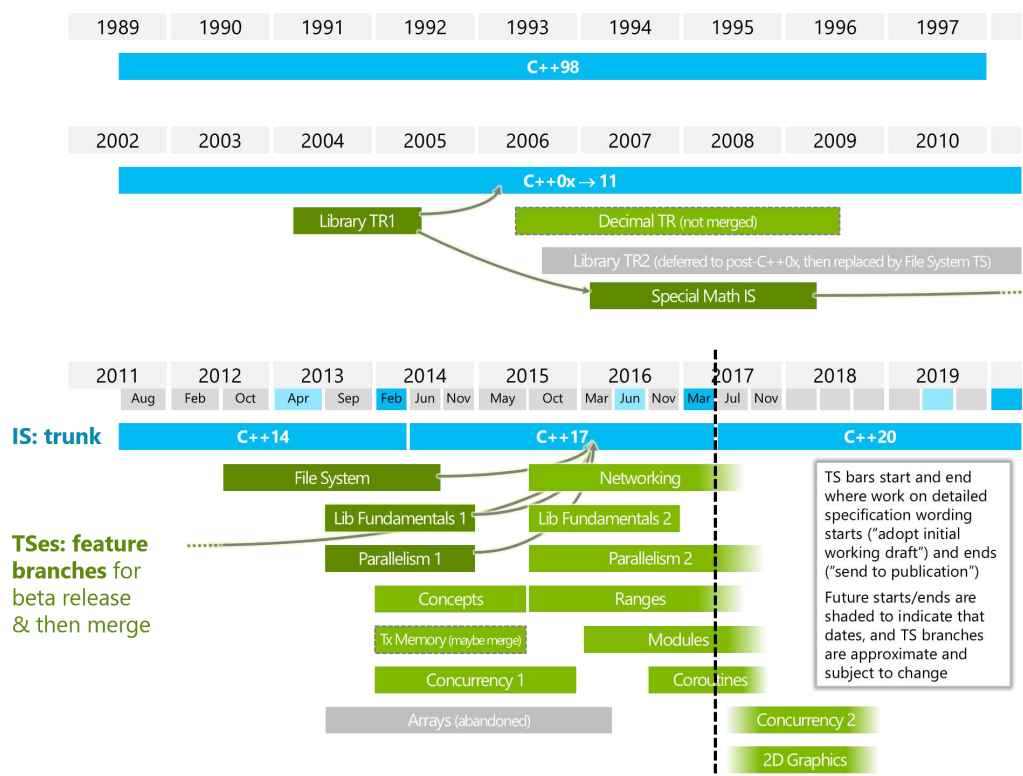 1989 1990 1991 1992 1993 1994 1995 1996 1997
C++98
2002 2003 2004 2005 2006 2007 2008 2009 2010
C++0x → 11
Library TR1 Decimal TR (not merged)
Library TR2 (deferred to post-C++0x, then replaced by File System TS)
Special Math IS
2011 2012 2013 2014 2015 2016 2017 2018 2019
Aug Feb Oct Apr Sep Feb Jun Nov May Oct Mar Jun Nov Mar Jul Nov
IS: trunk C++14 C++17 C++20
File System Networking
Lib Fundamentals 1 Lib Fundamentals 2
Parallelism 1 Parallelism 2
Concepts Ranges
Tx Memory (maybe merge) Modules
Concurrency 1 Coroutines
Arrays (abandoned) Concurrency 2
2D Graphics
TSes: feature
branches for
beta release
& then merge
TS bars start and end
where work on detailed
specification wording
starts (“adopt initial
working draft”) and ends
(“send to publication”)
Future starts/ends are
shaded to indicate that
dates, and TS branches
are approximate and
subject to change